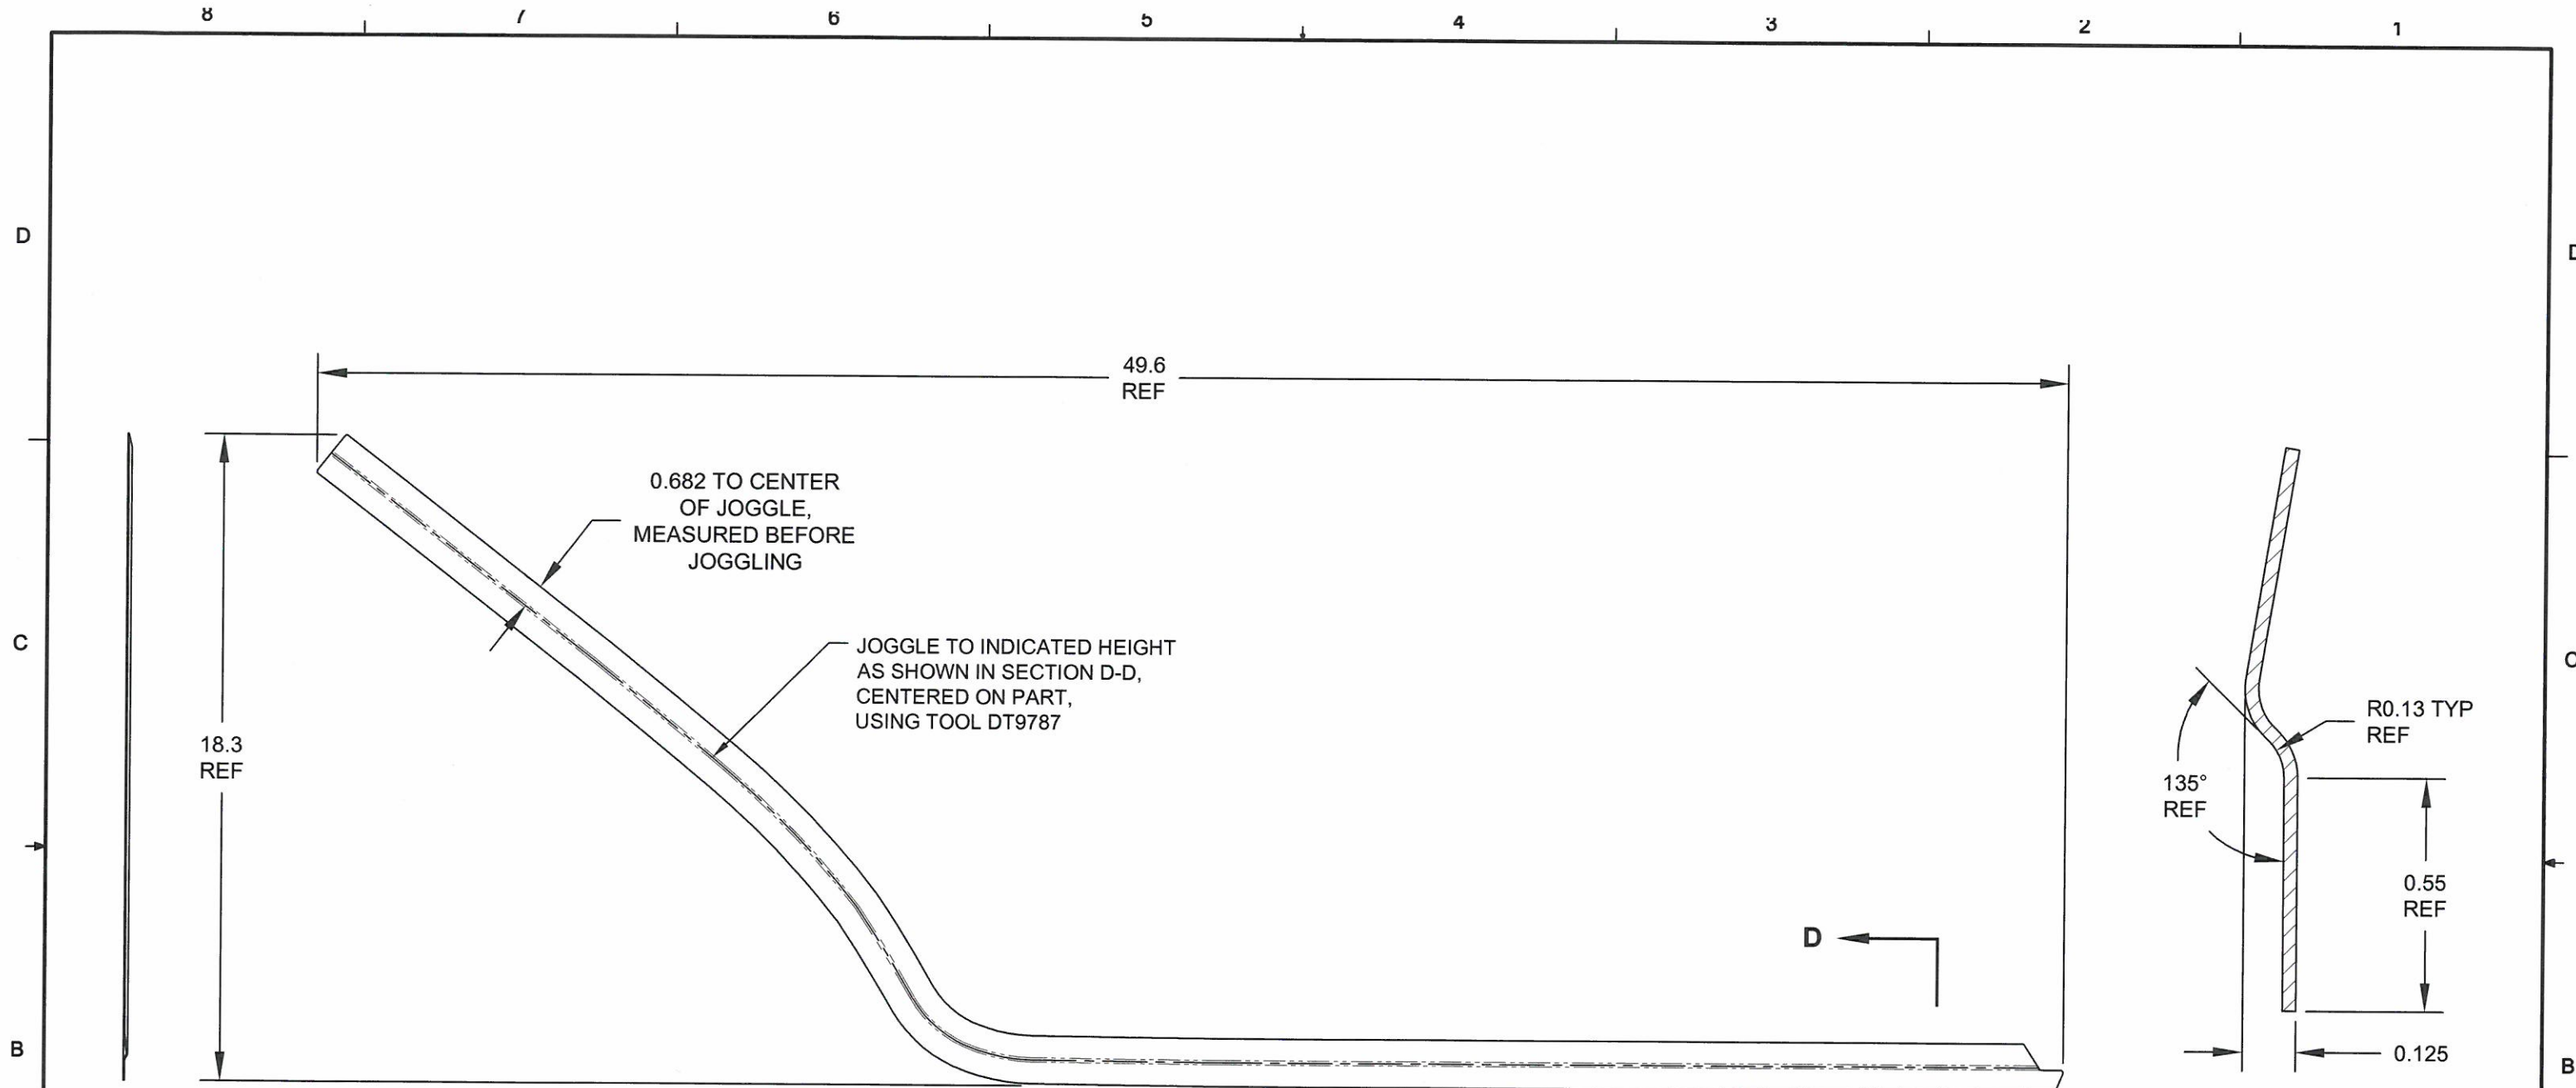 8 7 6 5 4 3 2 1
D
D
49.6
REF
0.682 TO CENTER
OF JOGGLE,
MEASURED BEFORE
JOGGLING
C
JOGGLE TO INDICATED HEIGHT
AS SHOWN IN SECTION D-D,
CENTERED ON PART,
USING TOOL DT9787
C
18.3
REF
R0.13 TYP
REF
135°
REF
0.55
REF
D
B
0.125
B